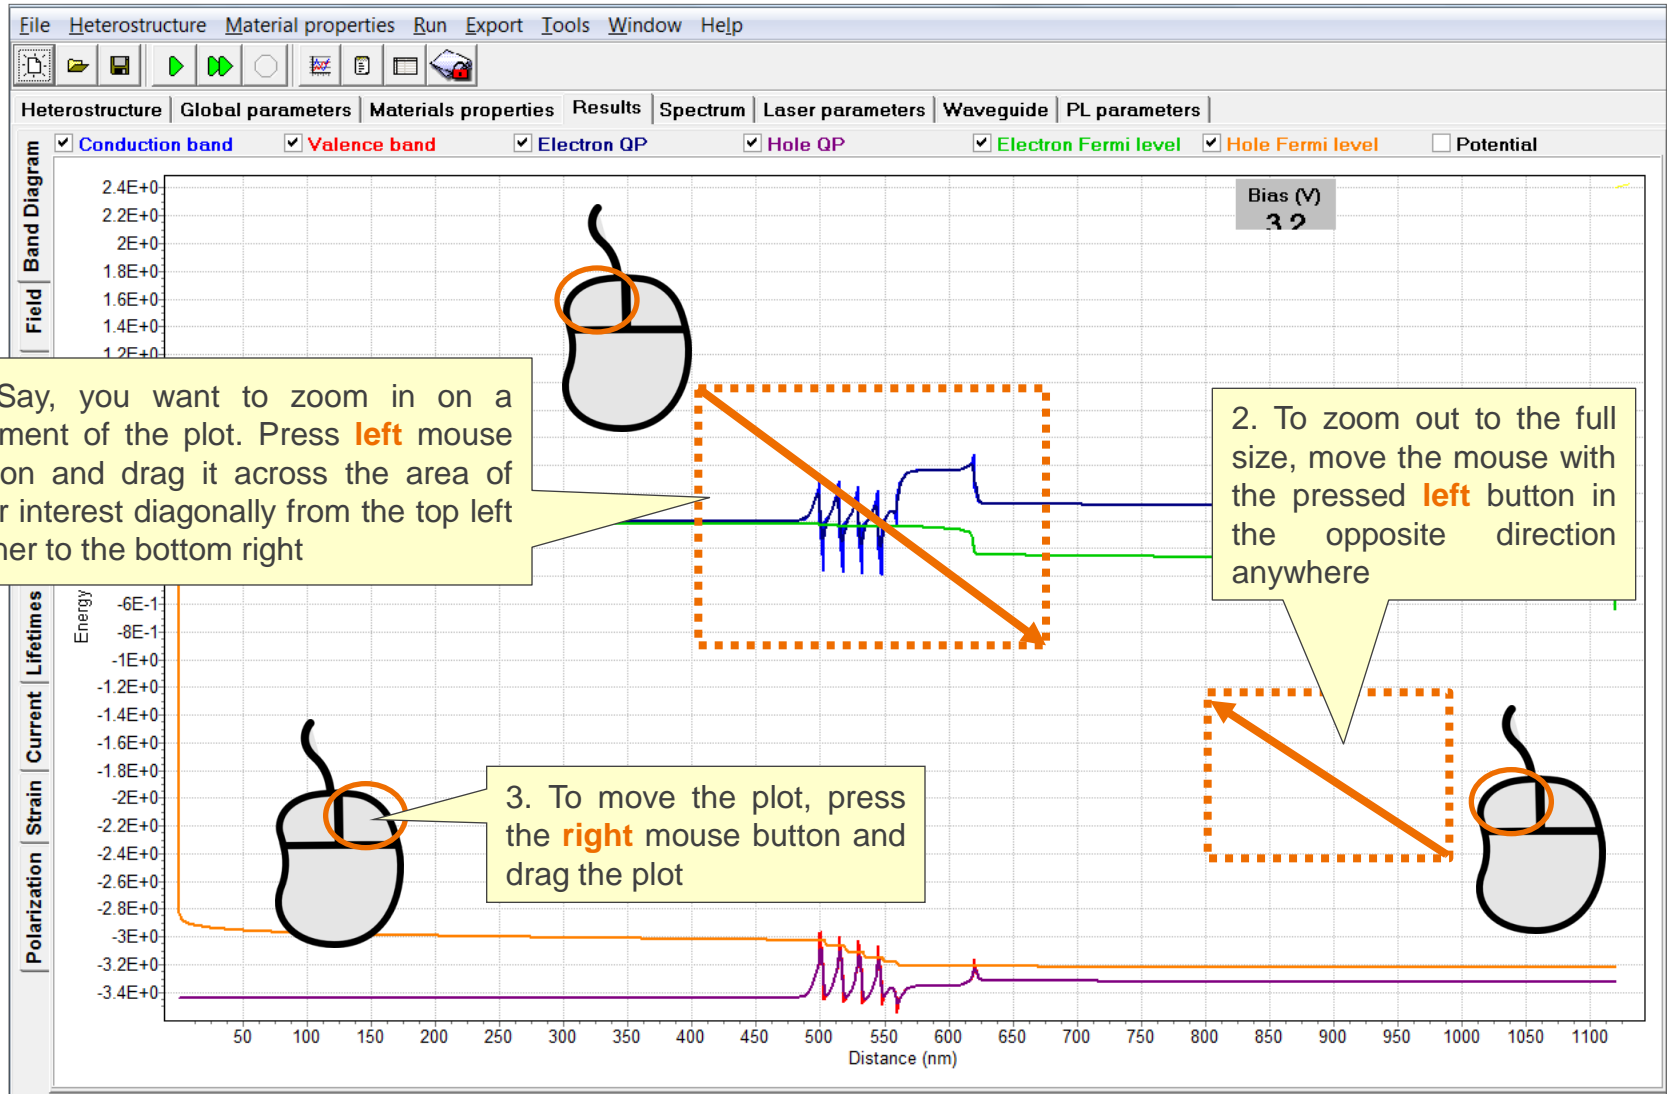 File Heterostructure Material properties Run Export Tools Window Help
Heterostructure Global parameters Materials properties Results Spectrum Laser parameters Waveguide PL parameters
Conduction band Valence band Electron QP Hole QP Electron Fermi level Hole Fermi level Potential
Band Diagram
Field
Lifetimes
Current
Strain
Polarization
Energy
2.4E+0
2.2E+0
2E+0
1.8E+0
1.6E+0
1.4E+0
1.2E+0
-6E-1
-8E-1
-1E+0
-1.2E+0
-1.4E+0
-1.6E+0
-1.8E+0
-2E+0
-2.2E+0
-2.4E+0
-2.6E+0
-2.8E+0
-3E+0
-3.2E+0
-3.4E+0
Bias (V)
3.2
Say, you want to zoom in on a
ment of the plot. Press left mouse
on and drag it across the area of
r interest diagonally from the top left
ner to the bottom right
2. To zoom out to the full
size, move the mouse with
the pressed left button in
the opposite direction
anywhere
3. To move the plot, press
the right mouse button and
drag the plot
50 100 150 200 250 300 350 400 450 500 550 600 650 700 750 800 850 900 950 1000 1050 1100
Distance (nm)